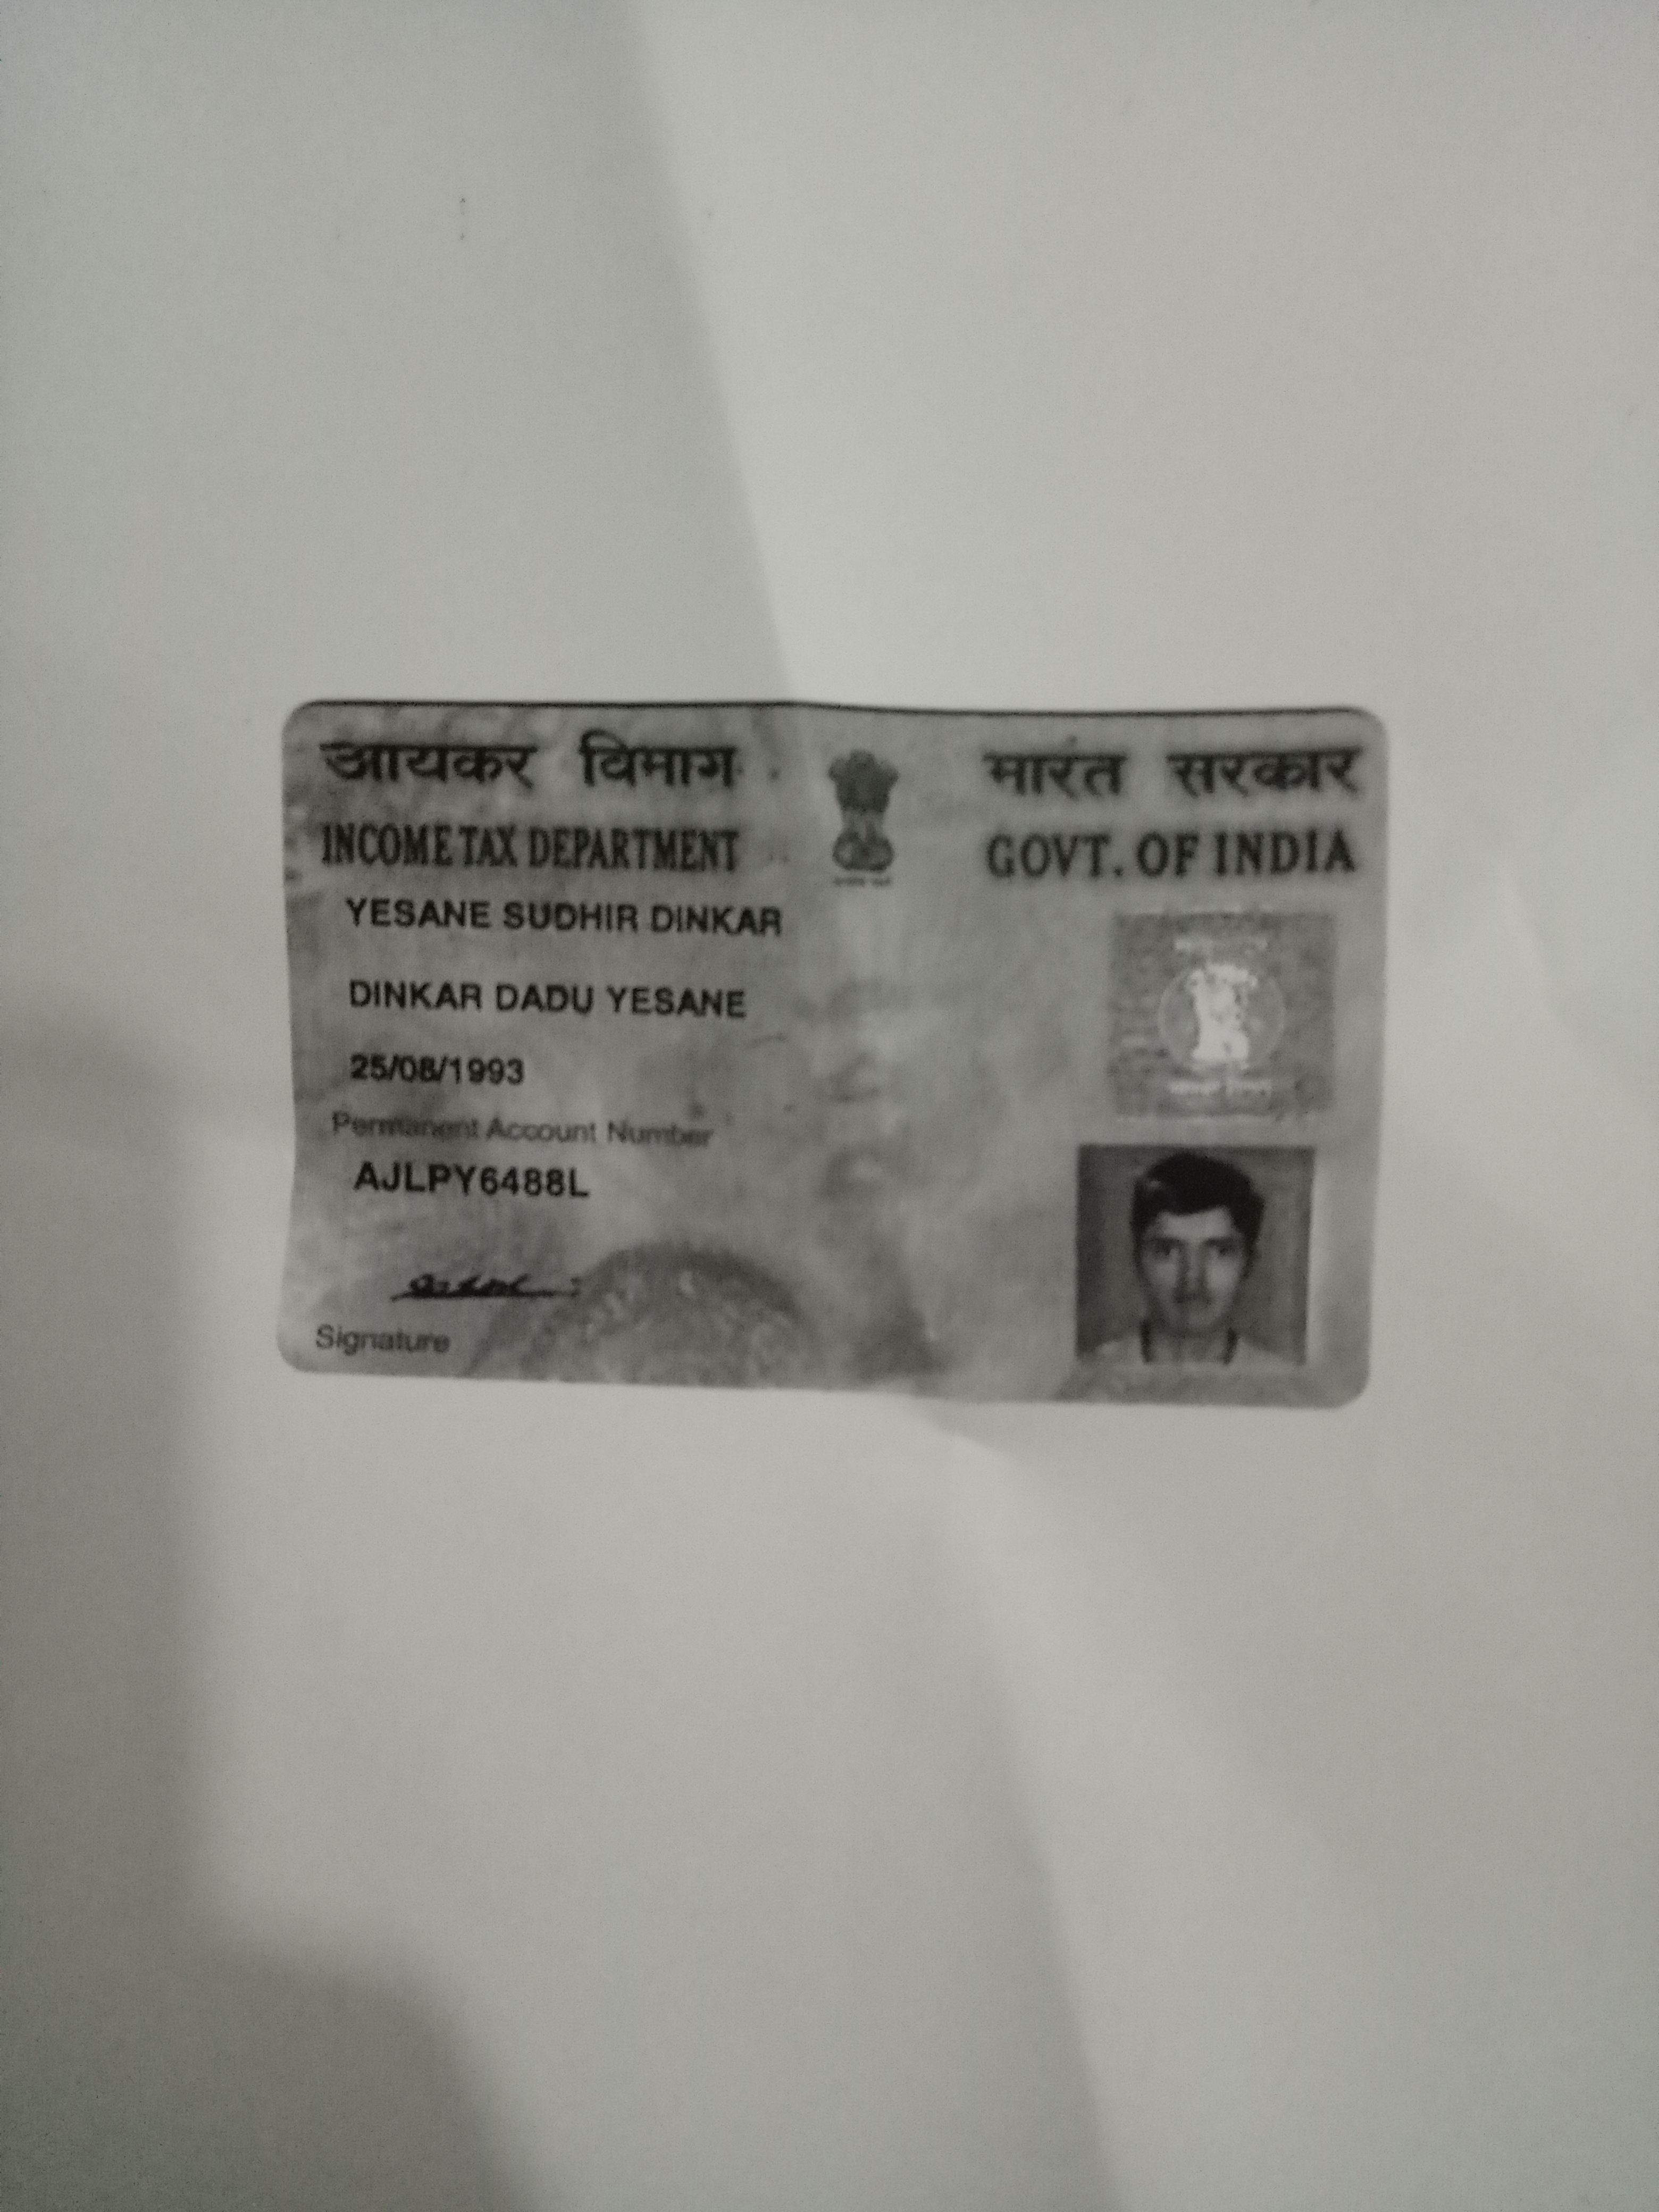 आयकर विभाग
भारत सरकार
INCOME TAX DEPARTMENT
GOVT. OF INDIA
YESANE SUDHIR DINKAR
DINKAR DADU YESANE
25/08/1993
Permanent Account Number
AJLPY6488L
Signature